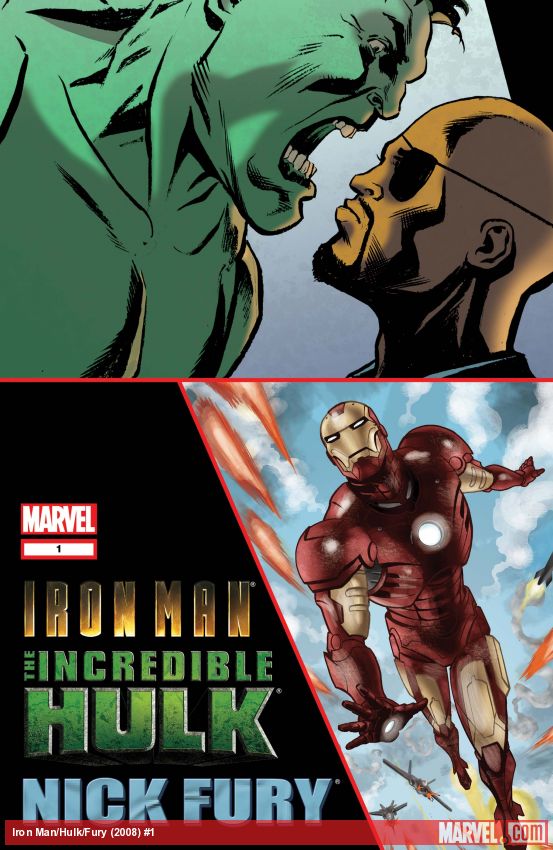 MARVEL
1
IRON MAN®
THE INCREDIBLE
HULK®
NICK FURY®
Iron Man/Hulk/Fury (2008) #1
MARVEL.com